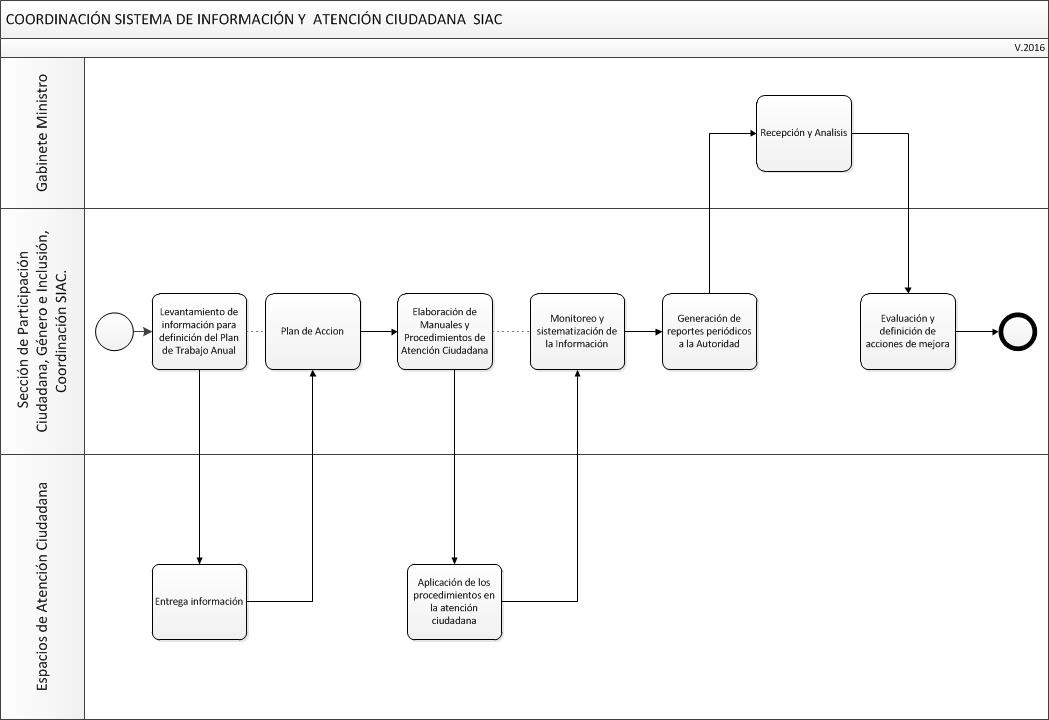 COORDINACIÓN SISTEMA DE INFORMACIÓN Y ATENCIÓN CIUDADANA SIAC
V.2016
Gabinete Ministro
Recepción y Analisis
Sección de Participación
Ciudadana, Género e Inclusión,
Coordinación SIAC.
Levantamiento de
información para
definición del Plan
de Trabajo Anual
Plan de Accion
Elaboración de
Manuales y
Procedimientos de
Atención Ciudadana
Monitoreo y
sistematización de
la Información
Generación de
reportes periódicos
a la Autoridad
Evaluación y
definición de
acciones de mejora
Espacios de Atención Ciudadana
Entrega información
Aplicación de los
procedimientos en
la atención
ciudadana